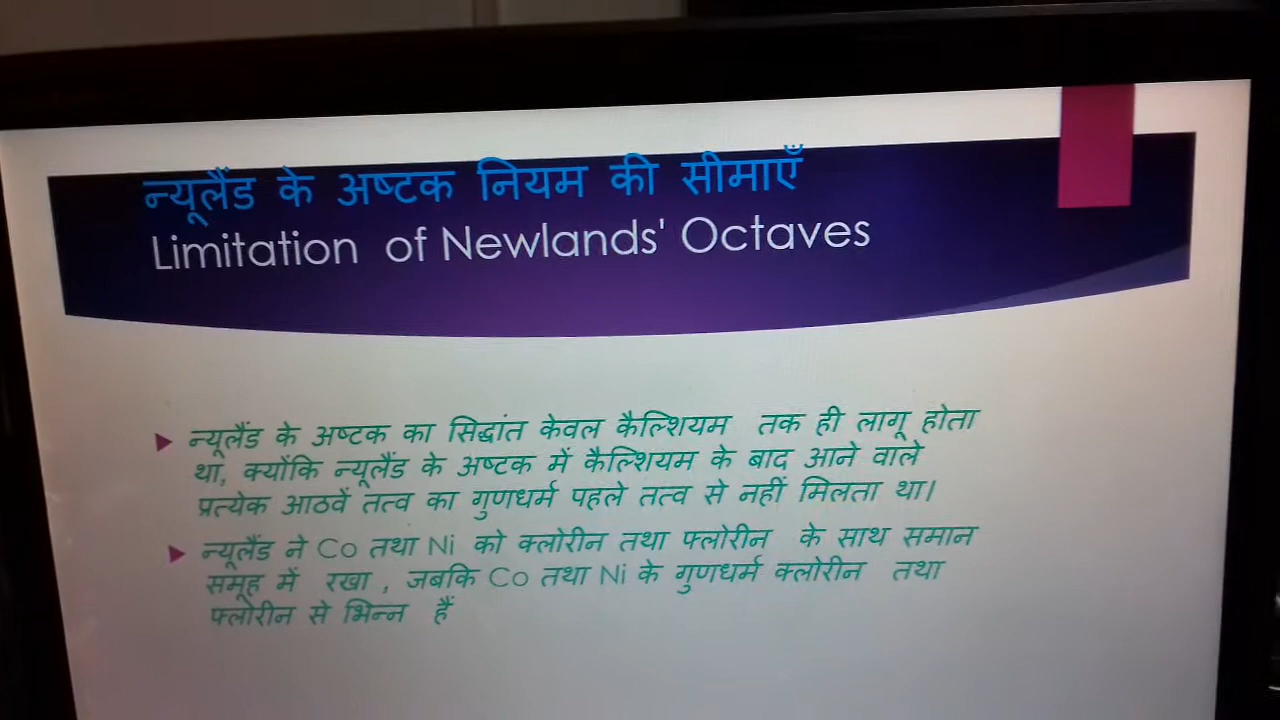 न्यूलैंड के अष्टक नियम की सीमाएँ
Limitation of Newlands' Octaves
न्यूलैंड के अष्टक का सिद्धांत केवल कैल्शियम तक ही लागू होता
था, क्योंकि न्यूलैंड के अष्टक में कैल्शियम के बाद आने वाले
प्रत्येक आठवें तत्व का गुणधर्म पहले तत्व से नहीं मिलता था।
न्यूलैंड ने Co तथा Ni को क्लोरीन तथा फ्लोरीन के साथ समान
समूह में रखा , जबकि Co तथा Ni के गुणधर्म क्लोरीन तथा
फ्लोरीन से भिन्न हैं